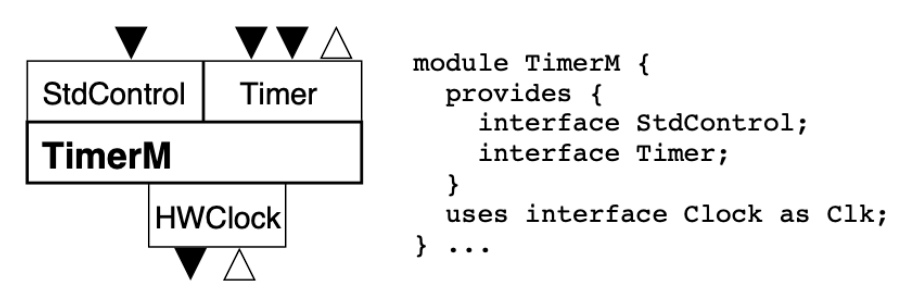 StdControl
Timer
TimerM
HWClock
module TimerM {
  provides {
    interface StdControl;
    interface Timer;
  }
  uses interface Clock as Clk;
} ...